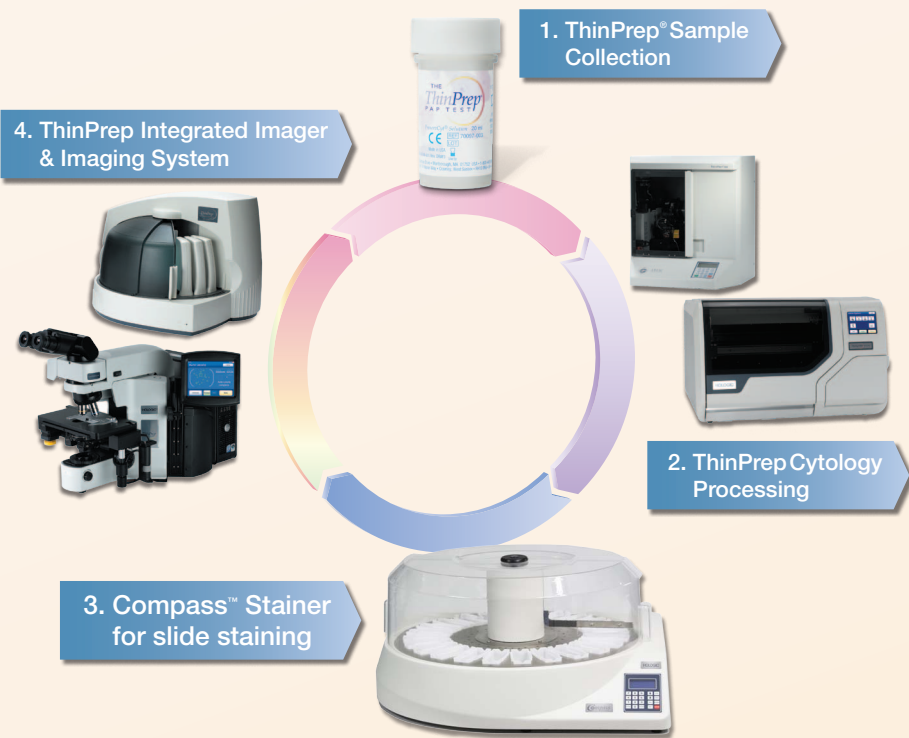 1. ThinPrep® Sample
Collection
THE
ThinPrep
PAP TEST
4. ThinPrep Integrated Imager
& Imaging System
2. ThinPrep Cytology
Processing
3. Compass™ Stainer
for slide staining